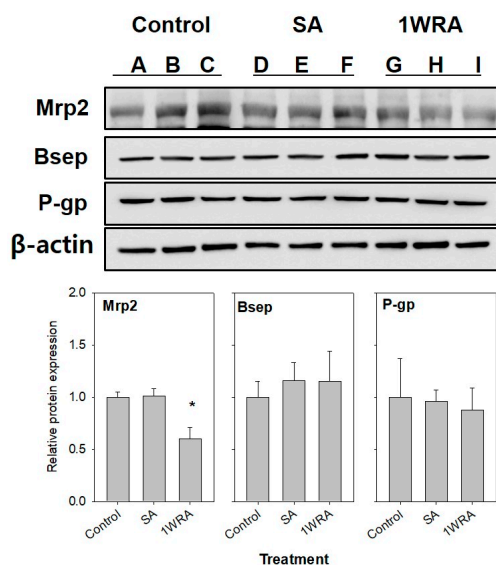 Control SA 1WRA
A B C D E F G H I
Mrp2
Bsep
P-gp
β-actin
Relative protein expression
2.0
1.5
1.0
0.5
0.0
Mrp2
*
Control SA 1WRA
Bsep
Control SA 1WRA
P-gp
Control SA 1WRA
Treatment